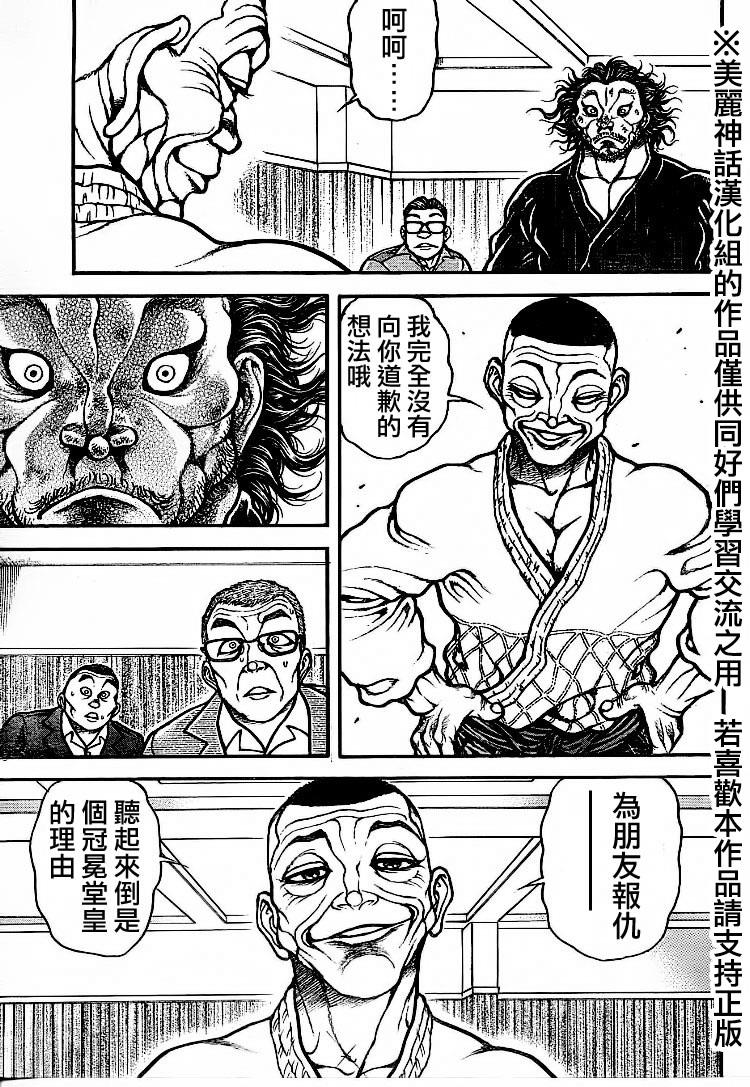 呵呵……
我完全沒有
向你道歉的
想法哦
為朋友報仇——
聽起來倒是
個冠冕堂皇
的理由
—※美麗神話漢化組的作品僅供同好們學習交流之用—若喜歡本作品請支持正版—